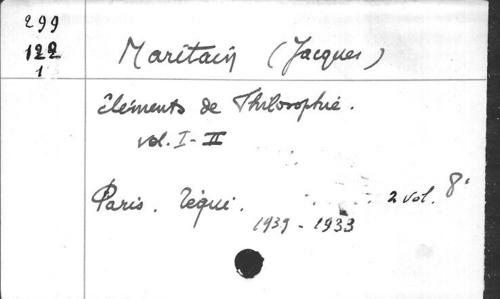 299
122
1
Maritain (Jacques)
Éléments de Philosophie.
vol. I-II
Paris. Téqui. 2 vol. 8°
1939 - 1933